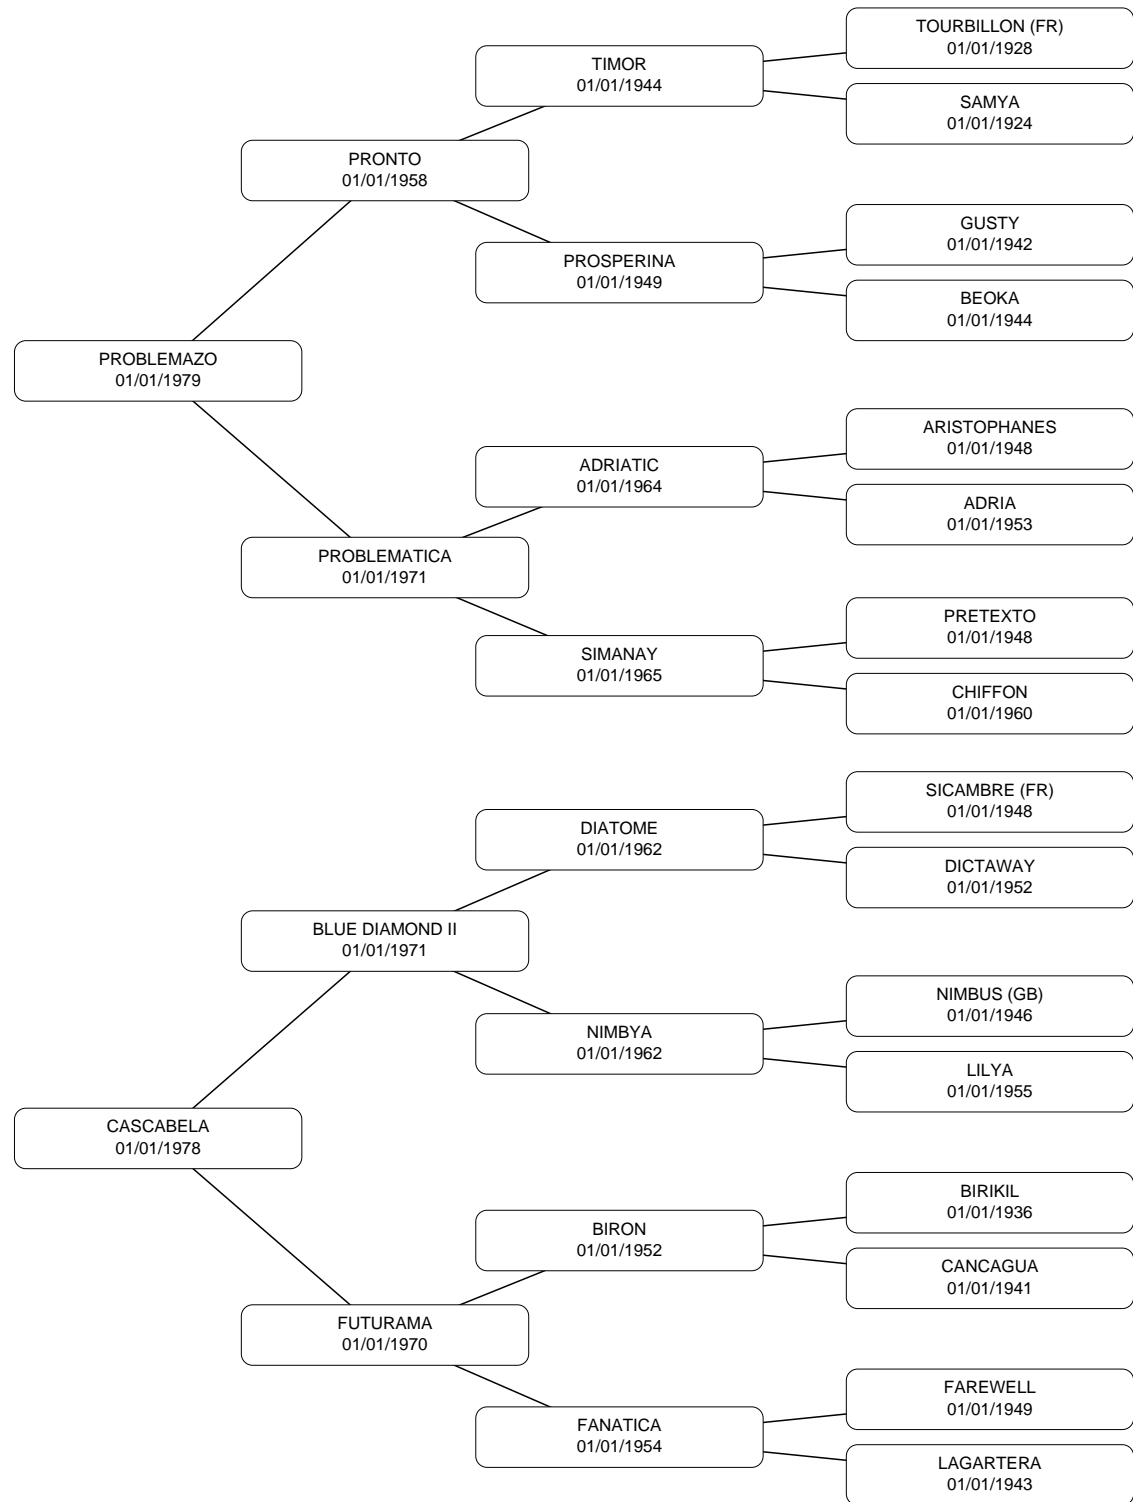 TOURBILLON (FR)
01/01/1928
TIMOR
01/01/1944
SAMYA
01/01/1924
PRONTO
01/01/1958
GUSTY
01/01/1942
PROSPERINA
01/01/1949
BEOKA
01/01/1944
PROBLEMAZO
01/01/1979
ARISTOPHANES
01/01/1948
ADRIATIC
01/01/1964
ADRIA
01/01/1953
PROBLEMATICA
01/01/1971
PRETEXTO
01/01/1948
SIMANAY
01/01/1965
CHIFFON
01/01/1960
SICAMBRE (FR)
01/01/1948
DIATOME
01/01/1962
DICTAWAY
01/01/1952
BLUE DIAMOND II
01/01/1971
NIMBUS (GB)
01/01/1946
NIMBYA
01/01/1962
LILYA
01/01/1955
CASCABELA
01/01/1978
BIRIKIL
01/01/1936
BIRON
01/01/1952
CANCAGUA
01/01/1941
FUTURAMA
01/01/1970
FAREWELL
01/01/1949
FANATICA
01/01/1954
LAGARTERA
01/01/1943